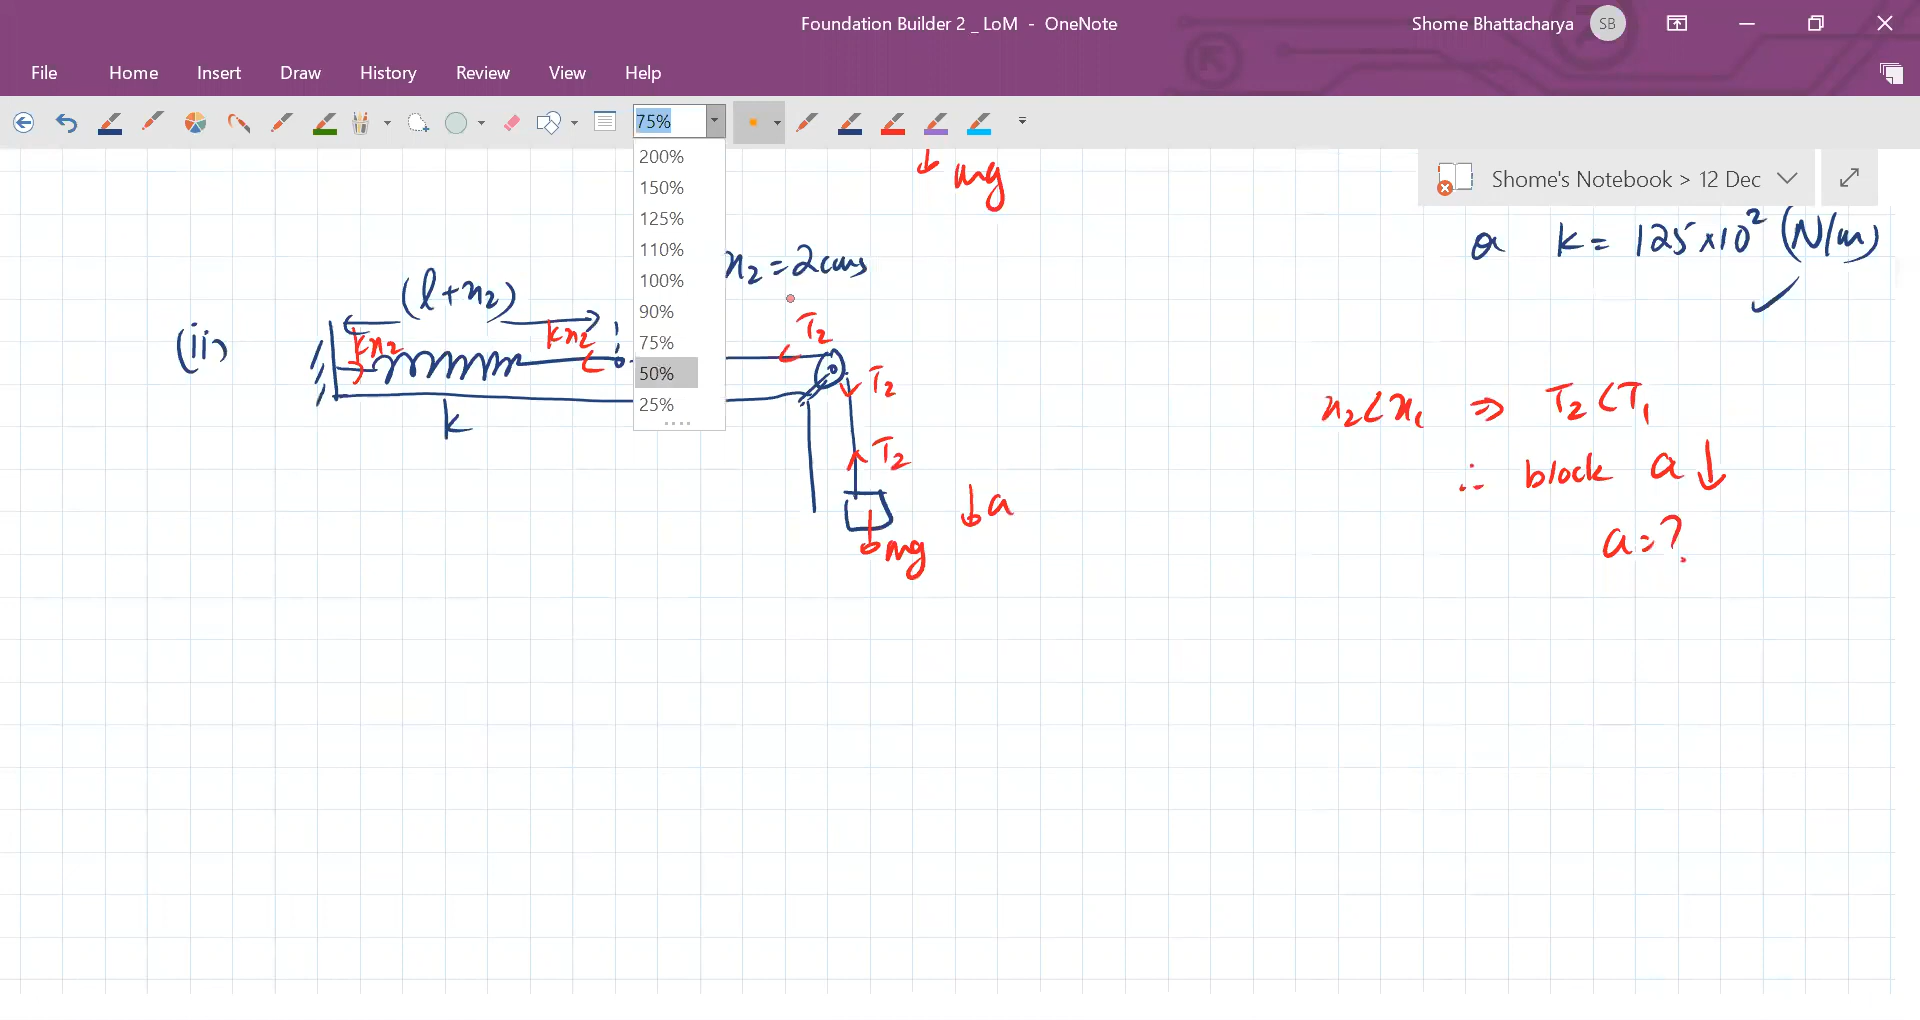 Foundation Builder 2 _ LoM - OneNote
Shome Bhattacharya SB
File Home Insert Draw History Review View Help
75%
200%
150%
125%
110%
100%
90%
75%
50%
25%
Shome's Notebook > 12 Dec
mg
a k = 125×10² (N/m)
x₂ = 2cms
(l+x₂)
(ii)
kx₂ kx₂
T₂
T₂
k
T₂
a
mg
x₂<x₁ ⇒ T₂<T₁
∴ block a↓
a=?